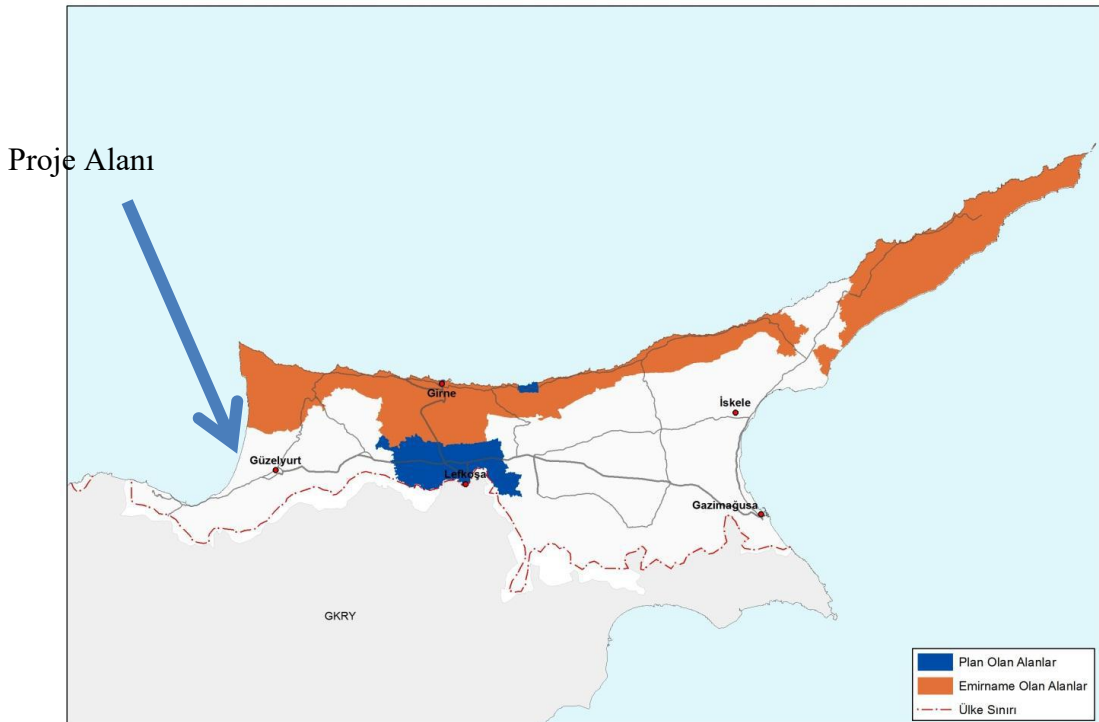 Proje Alanı
Girne
İskele
Güzelyurt
Lefkoşa
Gazimağusa
GKRY
Plan Olan Alanlar
Emirname Olan Alanlar
Ülke Sınırı